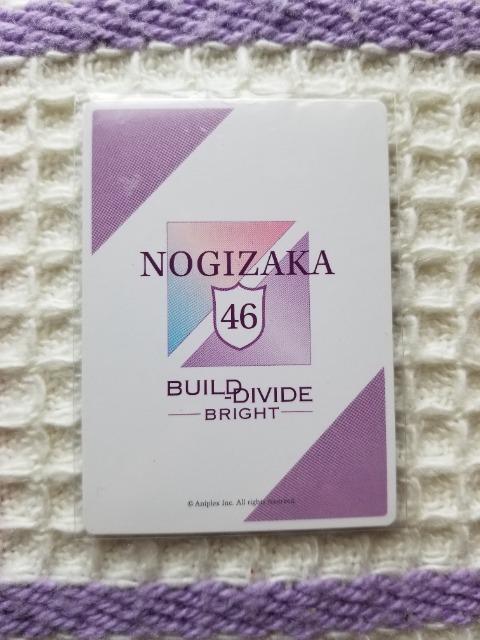 NOGIZAKA
46
BUILD
-DIVIDE
BRIGHT
© Aniplex Inc. All rights reserved.